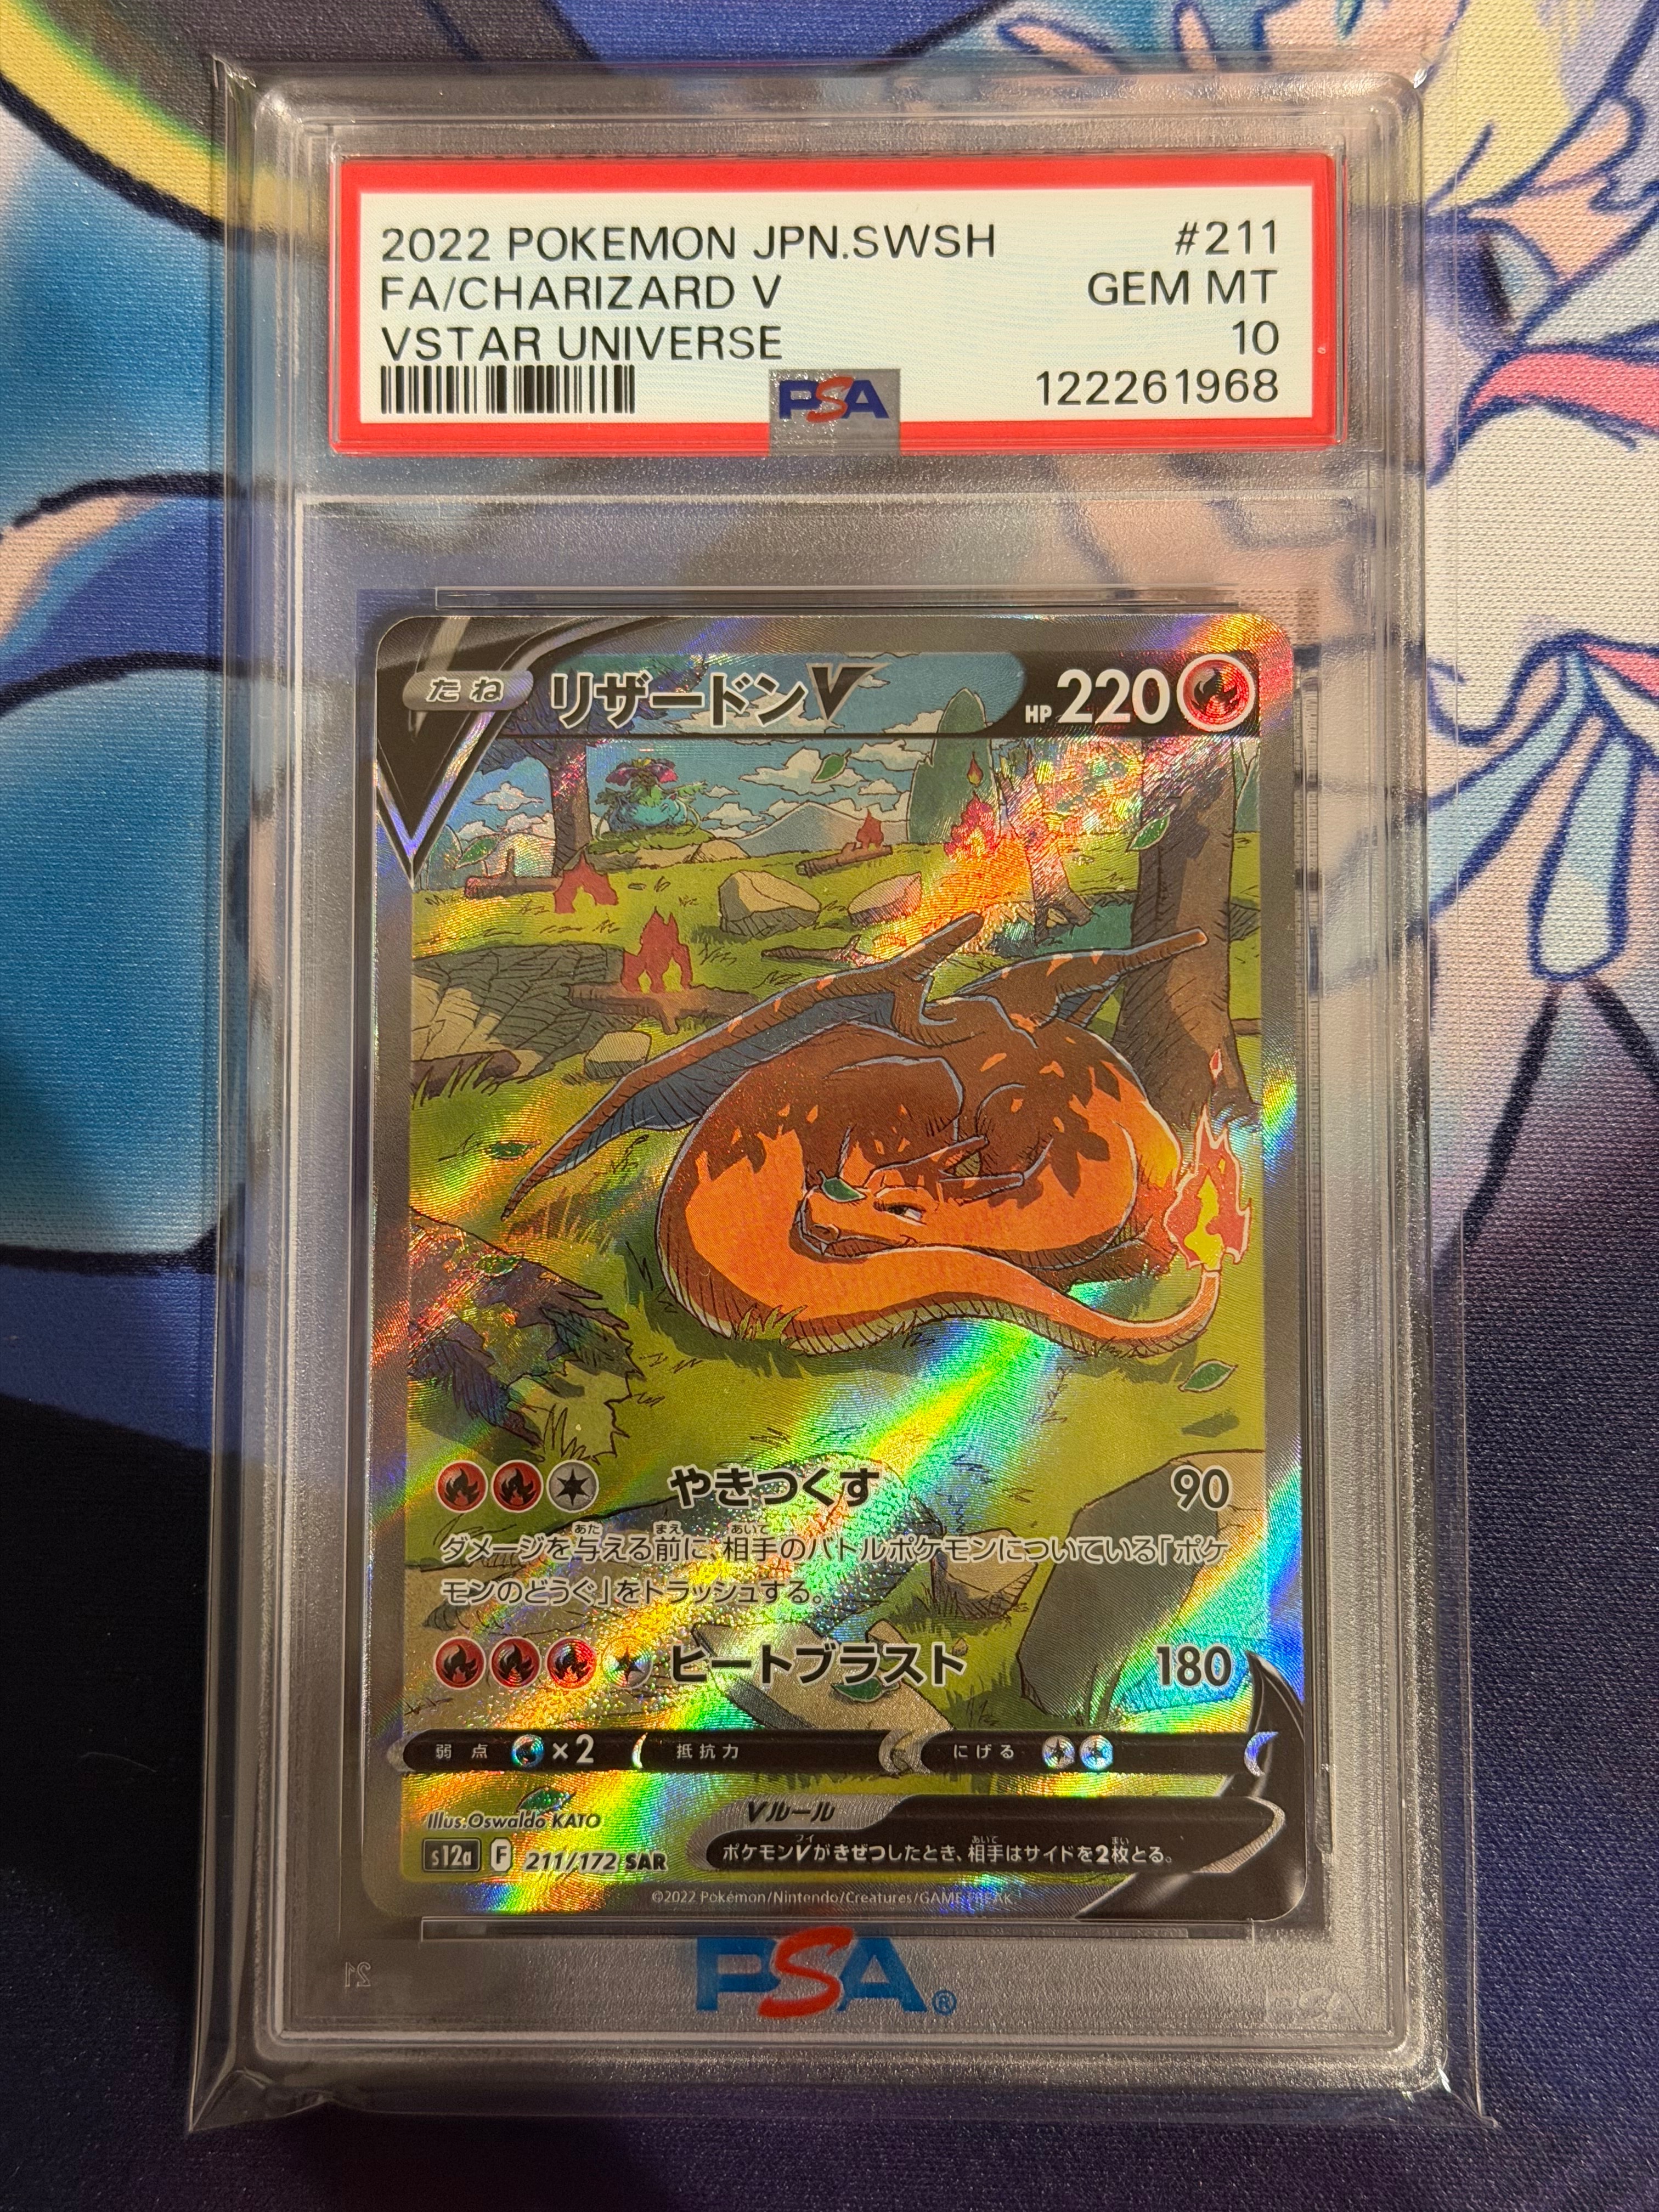 2022 POKEMON JPN.SWSH #211
FA/CHARIZARD V GEM MT
VSTAR UNIVERSE 10
PSA 122261968
たね リザードンV HP 220
やきつくす 90
ダメージを与える前に、相手のバトルポケモンについている「ポケ
モンのどうぐ」をトラッシュする。
ヒートブラスト 180
弱点 ×2 抵抗力 にげる
Illus.Oswaldo KATO
Vルール
s12a F 211/172 SAR
ポケモンVがきぜつしたとき、相手はサイドを2枚とる。
©2022 Pokémon/Nintendo/Creatures/GAME FREAK
PSA®